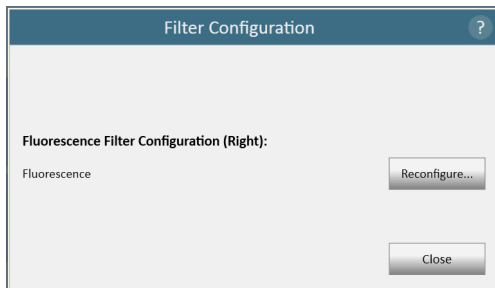 Filter Configuration
?
Fluorescence Filter Configuration (Right):
Fluorescence
Reconfigure...
Close